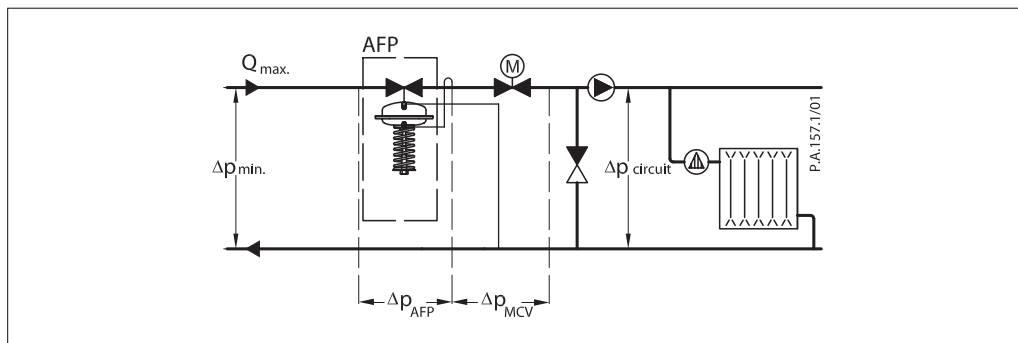 AFP
Q max.
M
P.A.157.1/01
Δp min.
Δp circuit
Δp AFP
Δp MCV